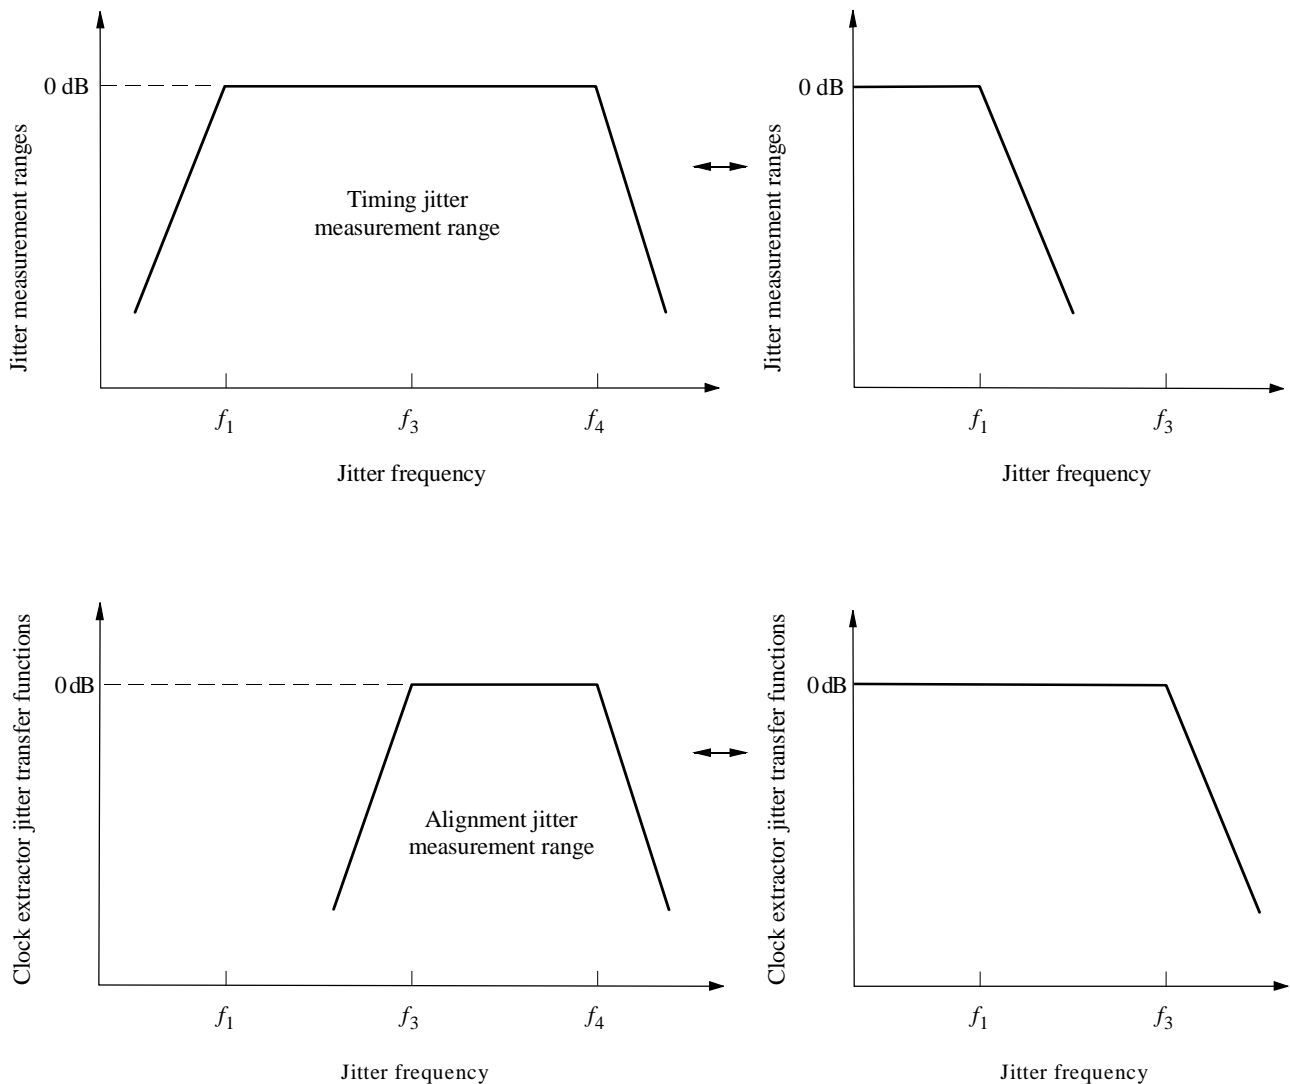 Jitter measurement ranges
0 dB
Timing jitter
measurement range
f1
f3
f4
Jitter frequency
Jitter measurement ranges
0 dB
f1
f3
Jitter frequency
Clock extractor jitter transfer functions
0 dB
Alignment jitter
measurement range
f1
f3
f4
Jitter frequency
Clock extractor jitter transfer functions
0 dB
f1
f3
Jitter frequency